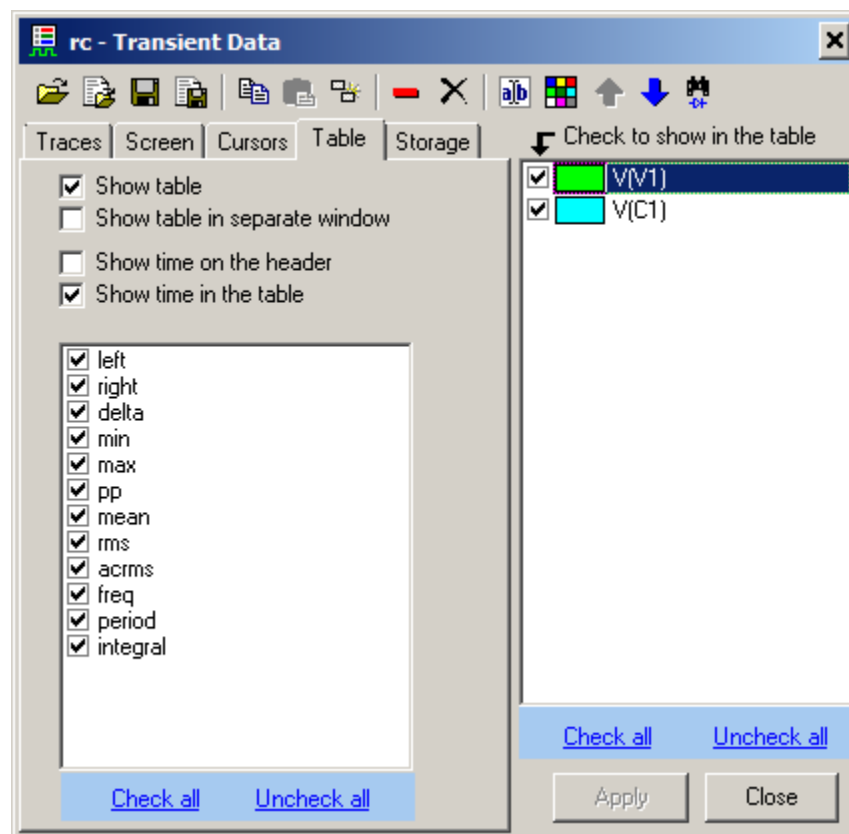 rc - Transient Data
a b
Traces Screen Cursors Table Storage
Check to show in the table
Show table
Show table in separate window
Show time on the header
Show time in the table
left
right
delta
min
max
pp
mean
rms
acrms
freq
period
integral
Check all Uncheck all
V(V1)
V(C1)
Check all Uncheck all
Apply Close